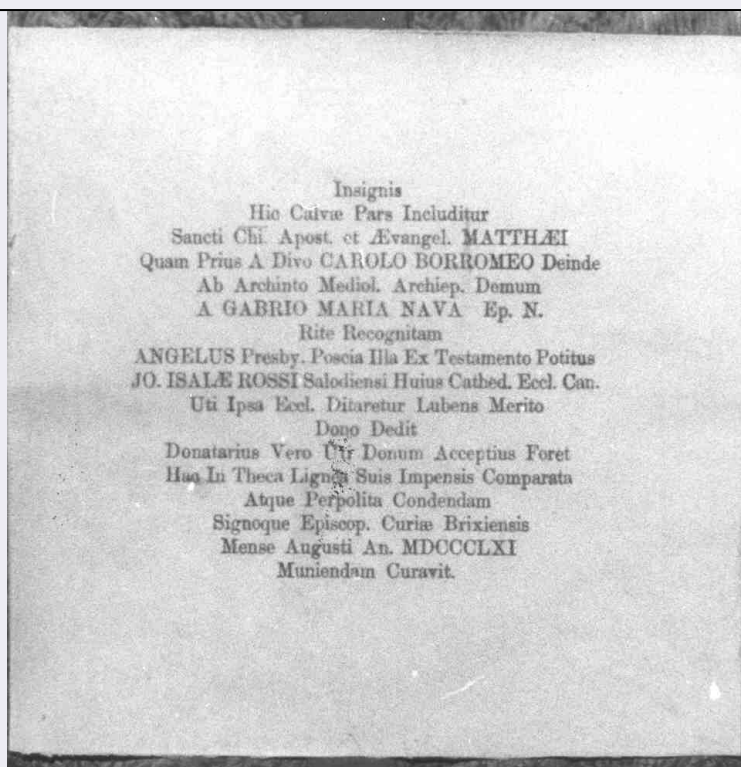 Insignis
Hic Calvæ Pars Includitur
Sancti Chi. Apost. et Ævangel. MATTHÆI
Quam Prius A Divo CAROLO BORROMEO Deinde
Ab Archinto Mediol. Archiep. Demum
A GABRIO MARIA NAVA Ep. N.
Rite Recognitam
ANGELUS Presby. Poscia Illa Ex Testamento Potitus
JO. ISALÆ ROSSI Salodiensi Huius Cathed. Eccl. Can.
Uti Ipsa Eccl. Ditaretur Lubens Merito
Dono Dedit
Donatarius Vero Utr Donum Acceptius Foret
Hac In Theca Lignea Suis Impensis Comparata
Atque Perpolita Condendam
Signoque Episcop. Curiæ Brixiensis
Mense Augusti An. MDCCCLXI
Muniendam Curavit.